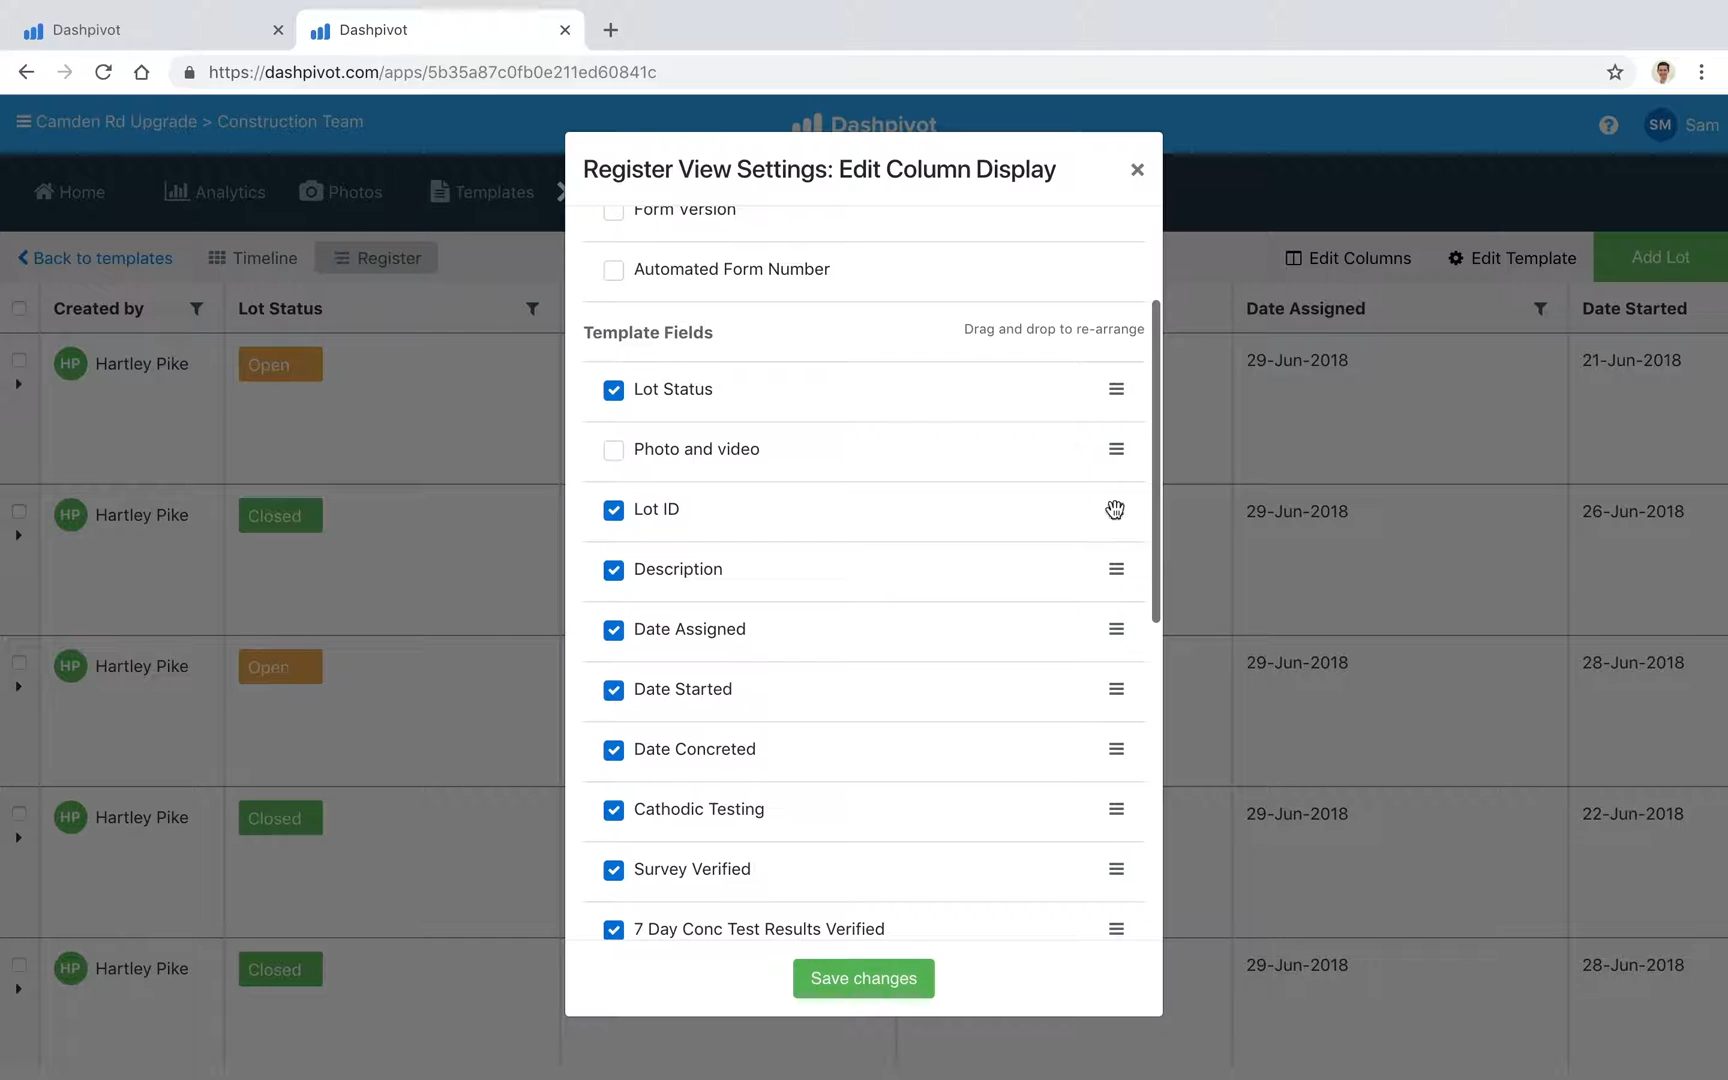 Dashpivot
Dashpivot
https://dashpivot.com/apps/5b35a87c0fb0e211ed60841c
Camden Rd Upgrade > Construction Team
Dashpivot
SM Sam
Home
Analytics
Photos
Templates
Back to templates
Timeline
Register
Edit Columns
Edit Template
Add Lot
Created by
Lot Status
Date Assigned
Date Started
HP Hartley Pike
Open
29-Jun-2018
21-Jun-2018
HP Hartley Pike
Closed
29-Jun-2018
26-Jun-2018
HP Hartley Pike
Open
29-Jun-2018
28-Jun-2018
HP Hartley Pike
Closed
29-Jun-2018
22-Jun-2018
HP Hartley Pike
Closed
29-Jun-2018
28-Jun-2018
Register View Settings: Edit Column Display
Form Version
Automated Form Number
Template Fields
Drag and drop to re-arrange
Lot Status
Photo and video
Lot ID
Description
Date Assigned
Date Started
Date Concreted
Cathodic Testing
Survey Verified
7 Day Conc Test Results Verified
Save changes